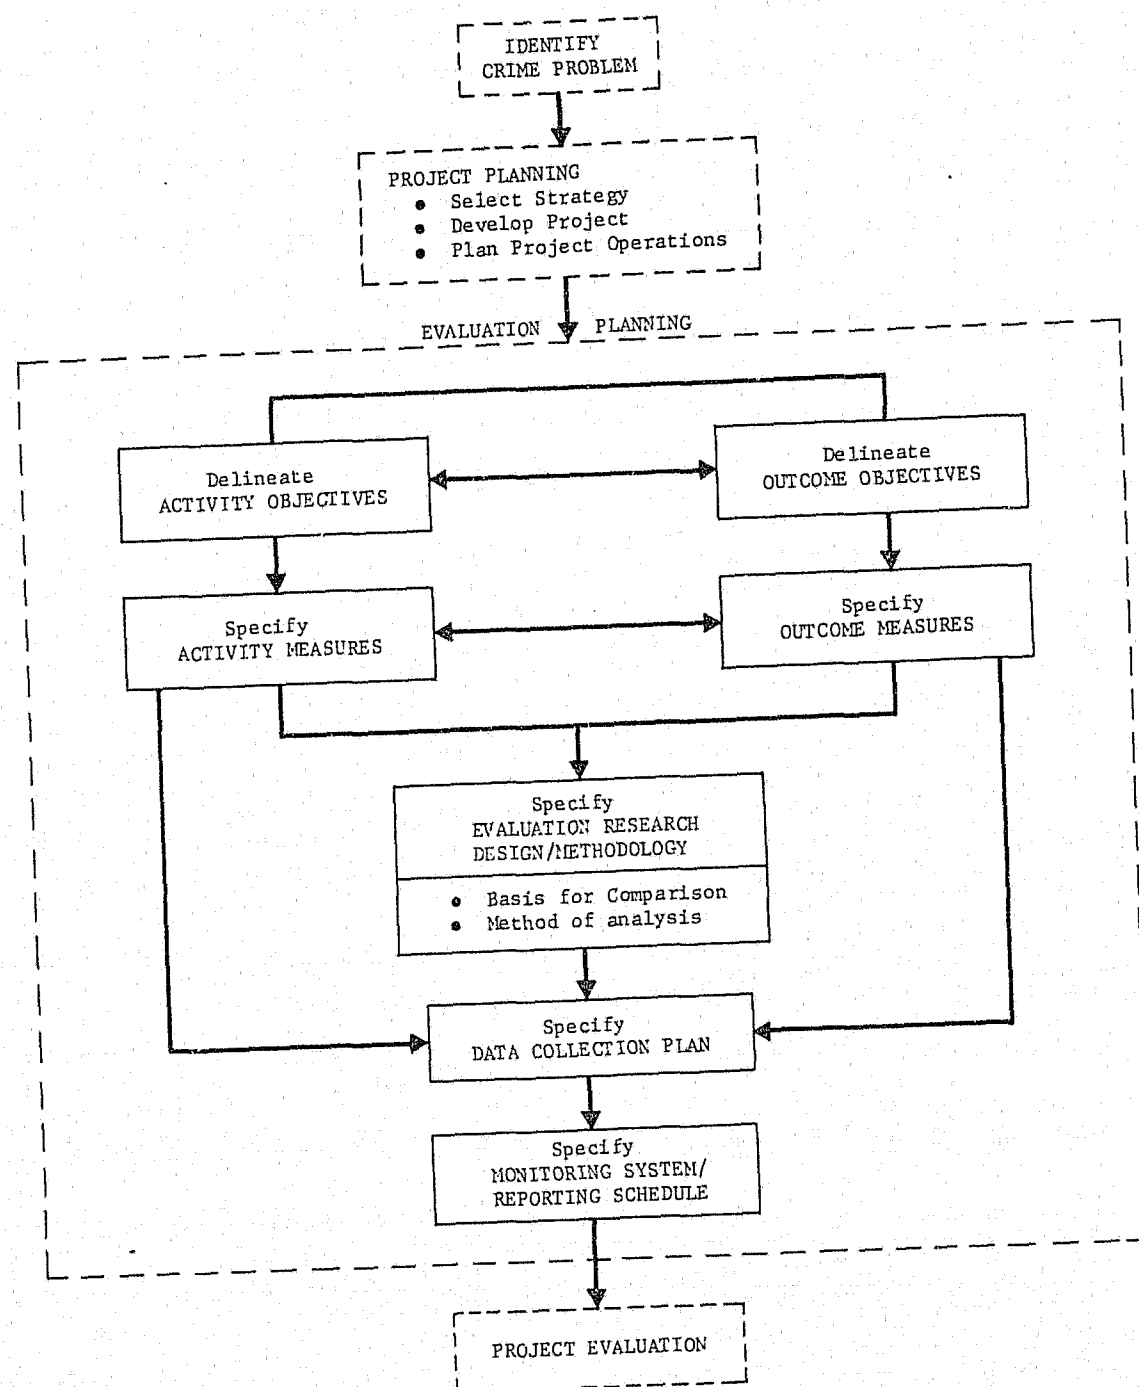 IDENTIFY
CRIME PROBLEM
PROJECT PLANNING
● Select Strategy
● Develop Project
● Plan Project Operations
EVALUATION PLANNING
Delineate
ACTIVITY OBJECTIVES
Delineate
OUTCOME OBJECTIVES
Specify
ACTIVITY MEASURES
Specify
OUTCOME MEASURES
Specify
EVALUATION RESEARCH
DESIGN/METHODOLOGY
● Basis for Comparison
● Method of analysis
Specify
DATA COLLECTION PLAN
Specify
MONITORING SYSTEM/
REPORTING SCHEDULE
PROJECT EVALUATION